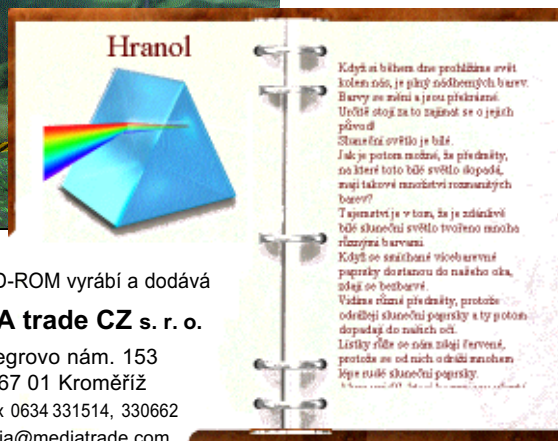 Hranol
Když si během dne prohlížíme svět
kolem nás, je plný nádherných barev.
Barvy se mění a jsou překrásné.
Určitě stojí za to zajímat se o jejich
původ!
Sluneční světlo je bílé.
Jak je potom možné, že předměty,
na které toto bílé světlo dopadá,
mají takové množství rozmanitých
barev?
Tajemství je v tom, že je zdánlivě
bílé sluneční světlo tvořeno mnoha
různými barvami.
Když se smíchané vícebarevné
paprsky dostanou do našeho oka,
zdají se bezbarvé.
Vidíme různé předměty, protože
odrážejí sluneční paprsky a ty potom
dopadají do našich očí.
Lístky růže se nám zdají červené,
protože se od nich odráží mnohem
lépe rudé sluneční paprsky.
D-ROM vyrábí a dodává
A trade CZ s. r. o.
egrovo nám. 153
67 01 Kroměříž
x 0634 331514, 330662
ia@mediatrade.com